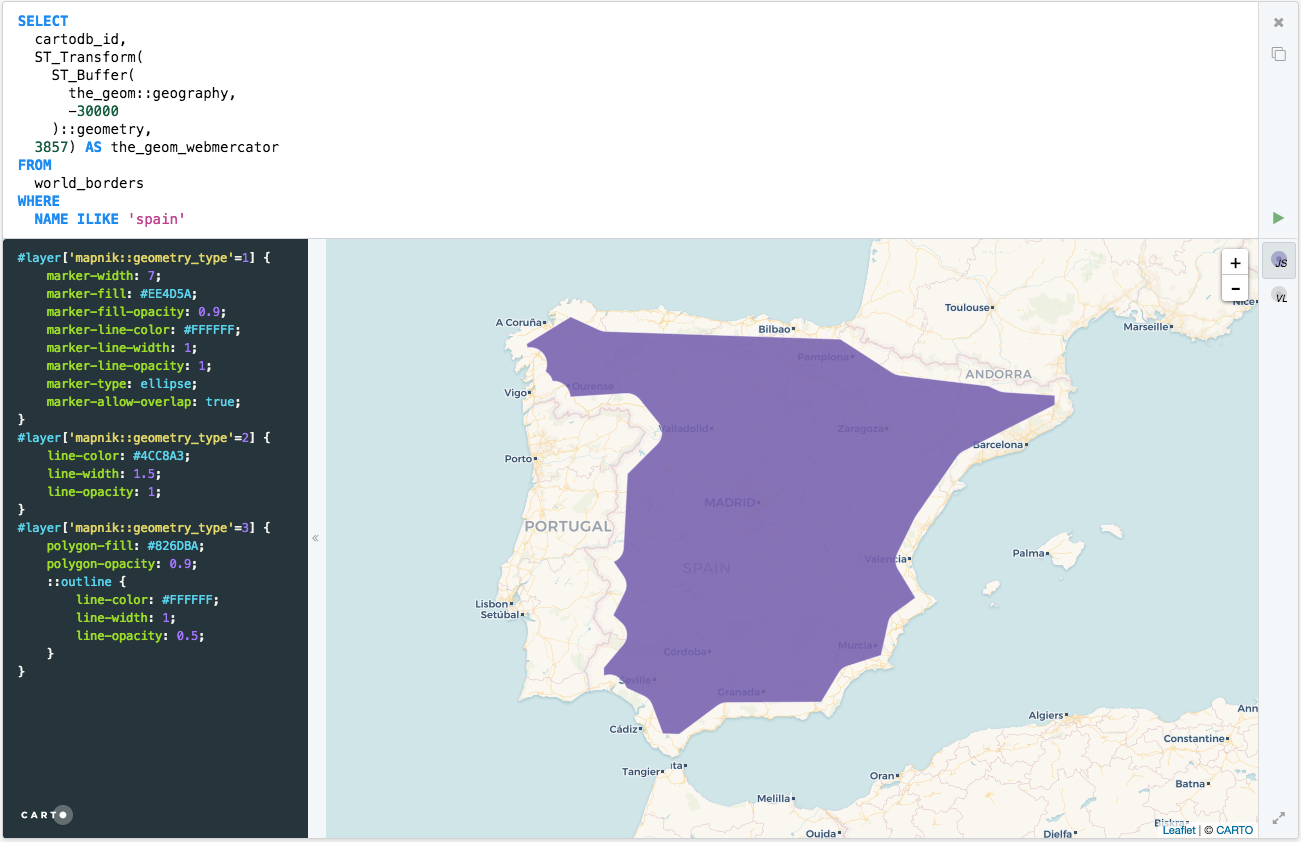 SELECT
cartodb_id,
ST_Transform(
ST_Buffer(
the_geom::geography,
-30000
)::geometry,
3857) AS the_geom_webmercator
FROM
world_borders
WHERE
NAME ILIKE 'spain'
#layer['mapnik::geometry_type'=1] {
marker-width: 7;
marker-fill: #EE4D5A;
marker-fill-opacity: 0.9;
marker-line-color: #FFFFFF;
marker-line-width: 1;
marker-line-opacity: 1;
marker-type: ellipse;
marker-allow-overlap: true;
}
#layer['mapnik::geometry_type'=2] {
line-color: #4CC8A3;
line-width: 1.5;
line-opacity: 1;
}
#layer['mapnik::geometry_type'=3] {
polygon-fill: #826DBA;
polygon-opacity: 0.9;
::outline {
line-color: #FFFFFF;
line-width: 1;
line-opacity: 0.5;
}
}
CARTO
«
+
-
JS
VL
Toulouse
Nice
Marseille
A Coruña
Bilbao
Pamplona
ANDORRA
Vigo
Ourense
Valladolid
Zaragoza
Barcelona
Porto
MADRID
PORTUGAL
Valencia
Palma
SPAIN
Lisbon
Setúbal
Córdoba
Murcia
Seville
Granada
Cádiz
Algiers
Ann
Constantine
Tangier
uta
Oran
Batna
Melilla
Biskra
Oujda
Djelfa
Leaflet | © CARTO